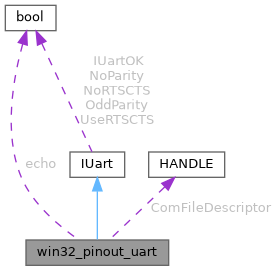 bool
IUartOK
NoParity
NoRTSCTS
OddParity
UseRTSCTS
echo
IUart
HANDLE
ComFileDescriptor
win32_pinout_uart